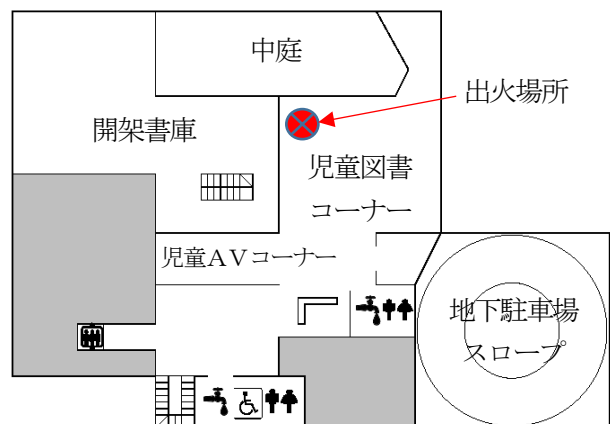 中庭
出火場所
開架書庫
児童図書
コーナー
児童AVコーナー
地下駐車場
スロープ